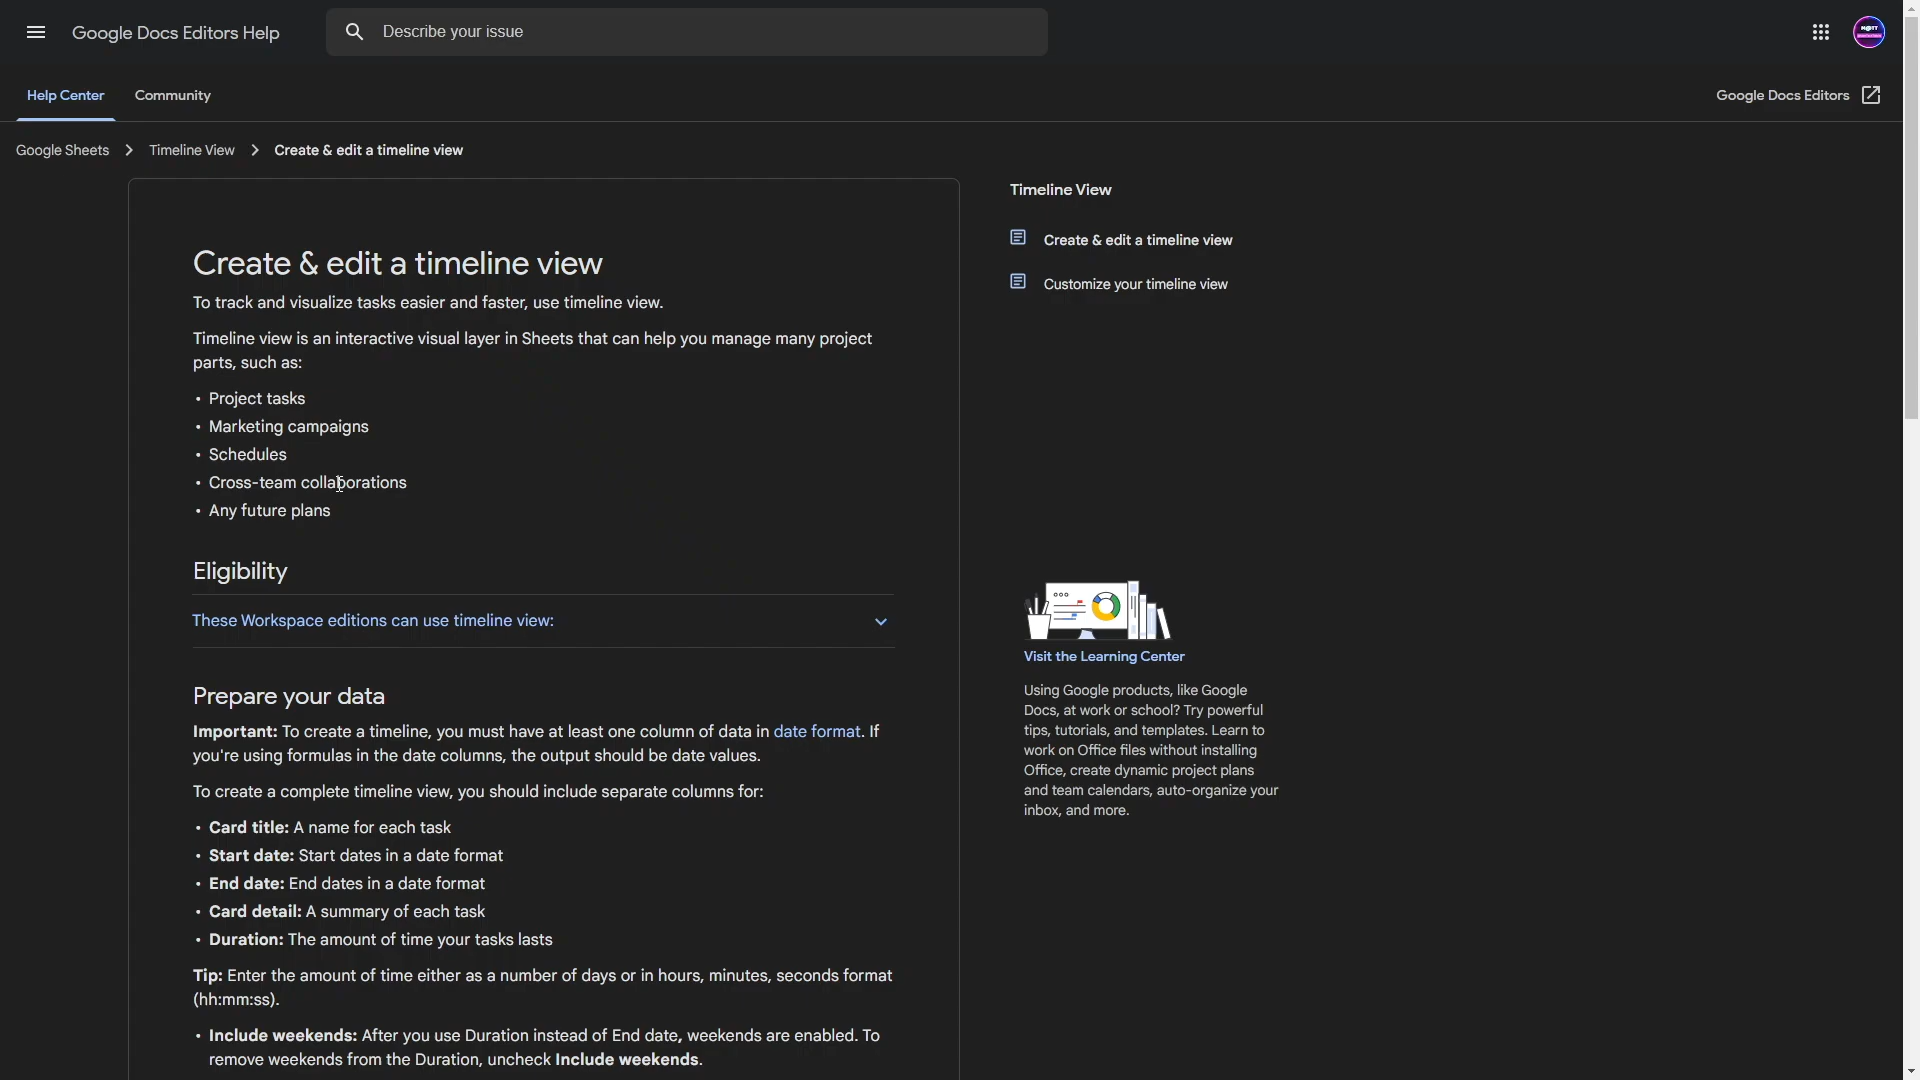 Google Docs Editors Help
Describe your issue
Help Center
Community
Google Docs Editors
Google Sheets
Timeline View
Create & edit a timeline view
Create & edit a timeline view
To track and visualize tasks easier and faster, use timeline view.
Timeline view is an interactive visual layer in Sheets that can help you manage many project
parts, such as:
• Project tasks
• Marketing campaigns
• Schedules
• Cross-team collaborations
• Any future plans
Eligibility
These Workspace editions can use timeline view:
Prepare your data
Important: To create a timeline, you must have at least one column of data in date format. If
you're using formulas in the date columns, the output should be date values.
To create a complete timeline view, you should include separate columns for:
• Card title: A name for each task
• Start date: Start dates in a date format
• End date: End dates in a date format
• Card detail: A summary of each task
• Duration: The amount of time your tasks lasts
Tip: Enter the amount of time either as a number of days or in hours, minutes, seconds format
(hh:mm:ss).
• Include weekends: After you use Duration instead of End date, weekends are enabled. To
remove weekends from the Duration, uncheck Include weekends.
Timeline View
Create & edit a timeline view
Customize your timeline view
Visit the Learning Center
Using Google products, like Google
Docs, at work or school? Try powerful
tips, tutorials, and templates. Learn to
work on Office files without installing
Office, create dynamic project plans
and team calendars, auto-organize your
inbox, and more.